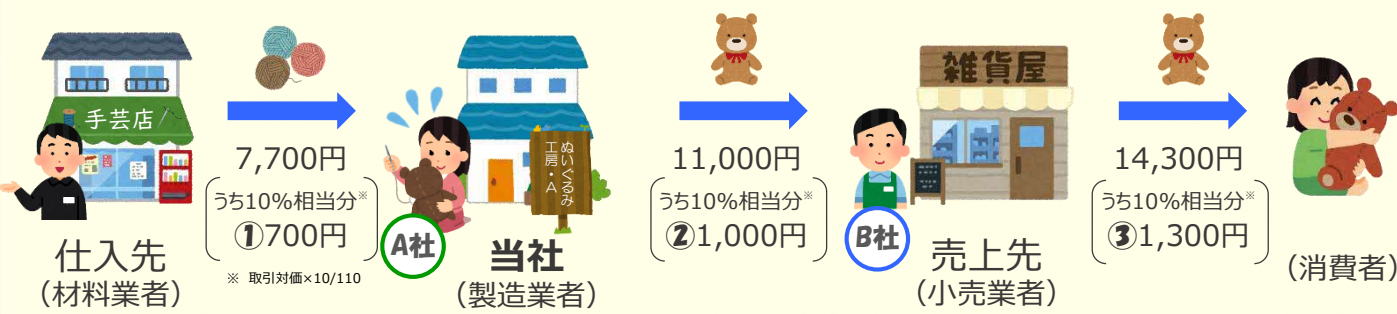 手芸店
7,700円
うち10%相当分※
①700円
※ 取引対価×10/110
仕入先
(材料業者)
ぬいぐるみ
工房・A
A社
当社
(製造業者)
11,000円
うち10%相当分※
②1,000円
B社
雑貨屋
売上先
(小売業者)
14,300円
うち10%相当分※
③1,300円
(消費者)